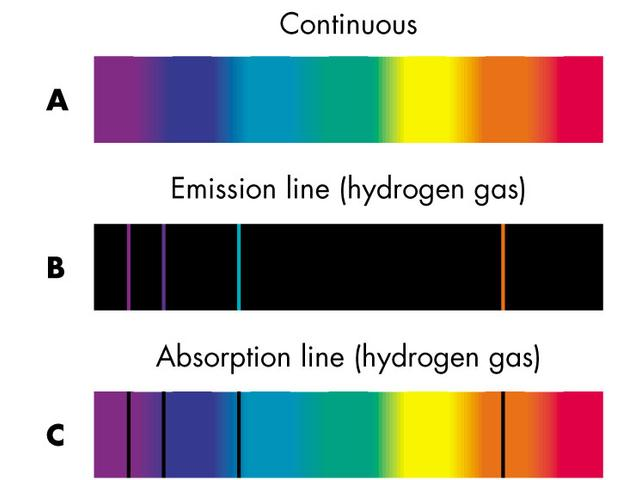 Continuous
A
Emission line (hydrogen gas)
B
Absorption line (hydrogen gas)
C